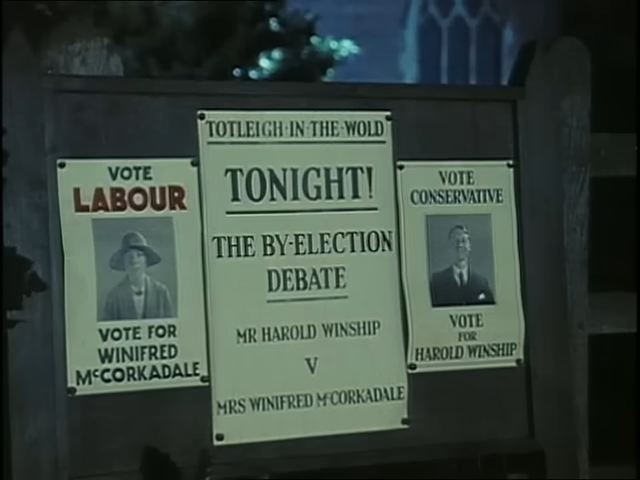 VOTE
LABOUR
VOTE FOR
WINIFRED
McCORKADALE
TOTLEIGH-IN-THE-WOLD
TONIGHT!
THE BY-ELECTION
DEBATE
MR HAROLD WINSHIP
V
MRS WINIFRED McCORKADALE
VOTE
CONSERVATIVE
VOTE
FOR
HAROLD WINSHIP